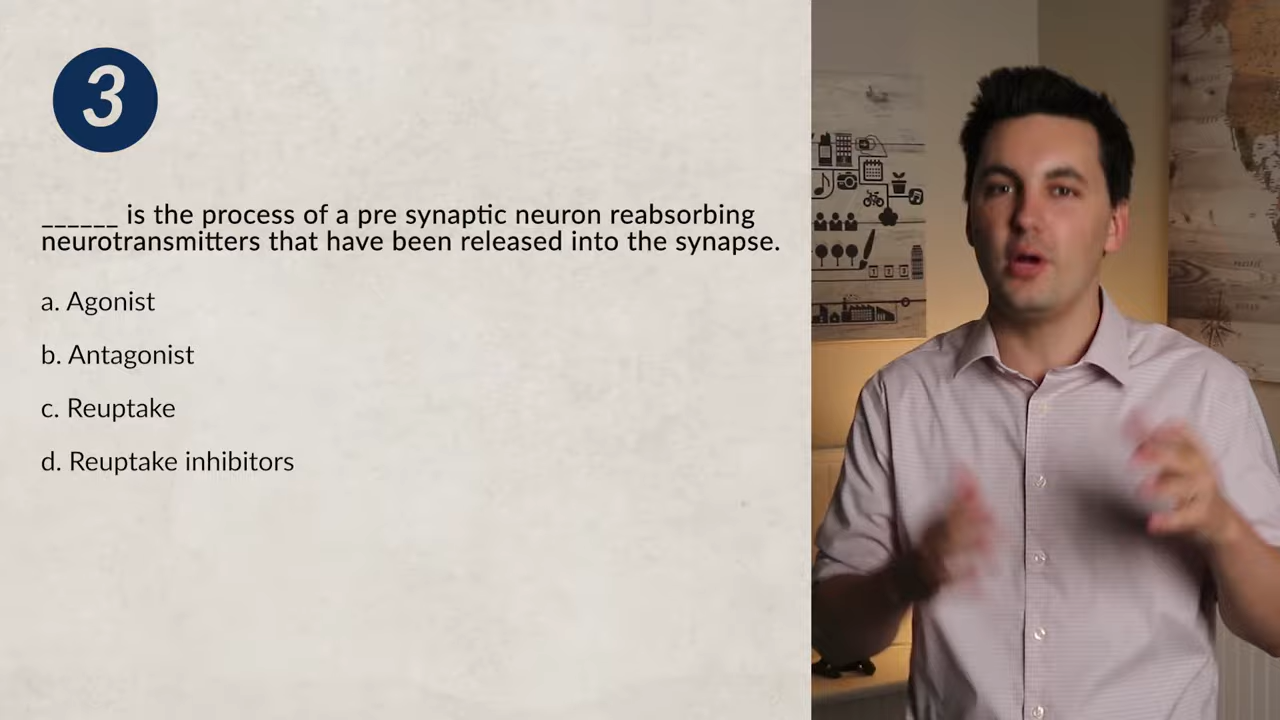 3
______ is the process of a pre synaptic neuron reabsorbing
neurotransmitters that have been released into the synapse.
a. Agonist
b. Antagonist
c. Reuptake
d. Reuptake inhibitors